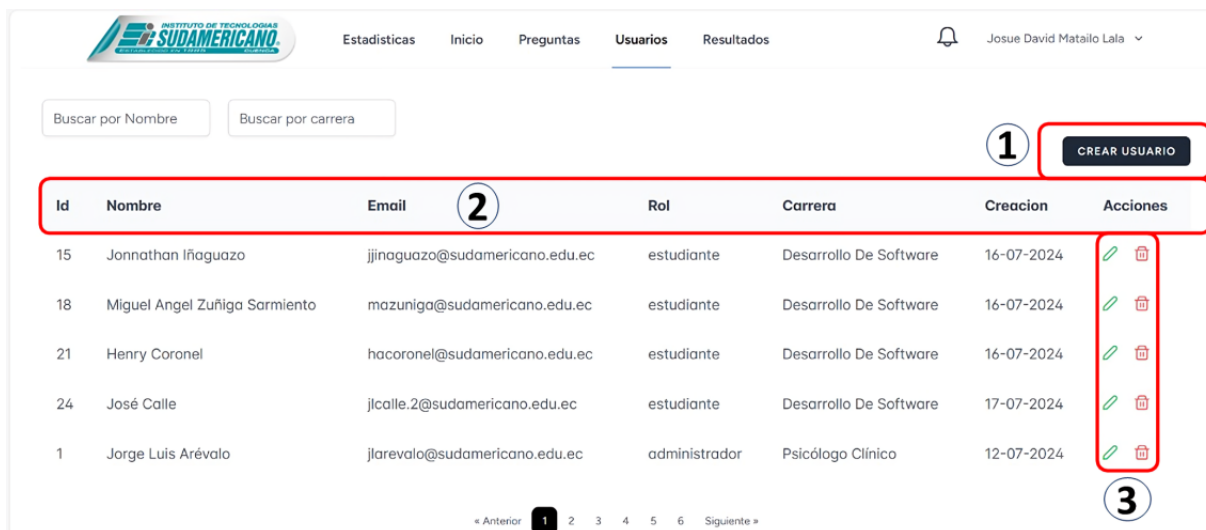 INSTITUTO DE TECNOLOGIAS
SUDAMERICANO.
Estadisticas Inicio Preguntas Usuarios Resultados Josue David Matailo Lala
Buscar por Nombre Buscar por carrera
1 CREAR USUARIO
Id Nombre Email 2 Rol Carrera Creacion Acciones
15 Jonnathan Iñaguazo jjinaguazo@sudamericano.edu.ec estudiante Desarrollo De Software 16-07-2024
18 Miguel Angel Zuñiga Sarmiento mazuniga@sudamericano.edu.ec estudiante Desarrollo De Software 16-07-2024
21 Henry Coronel hacoronel@sudamericano.edu.ec estudiante Desarrollo De Software 16-07-2024
24 José Calle jlcalle.2@sudamericano.edu.ec estudiante Desarrollo De Software 17-07-2024
1 Jorge Luis Arévalo jlarevalo@sudamericano.edu.ec administrador Psicólogo Clínico 12-07-2024
3
« Anterior 1 2 3 4 5 6 Siguiente »